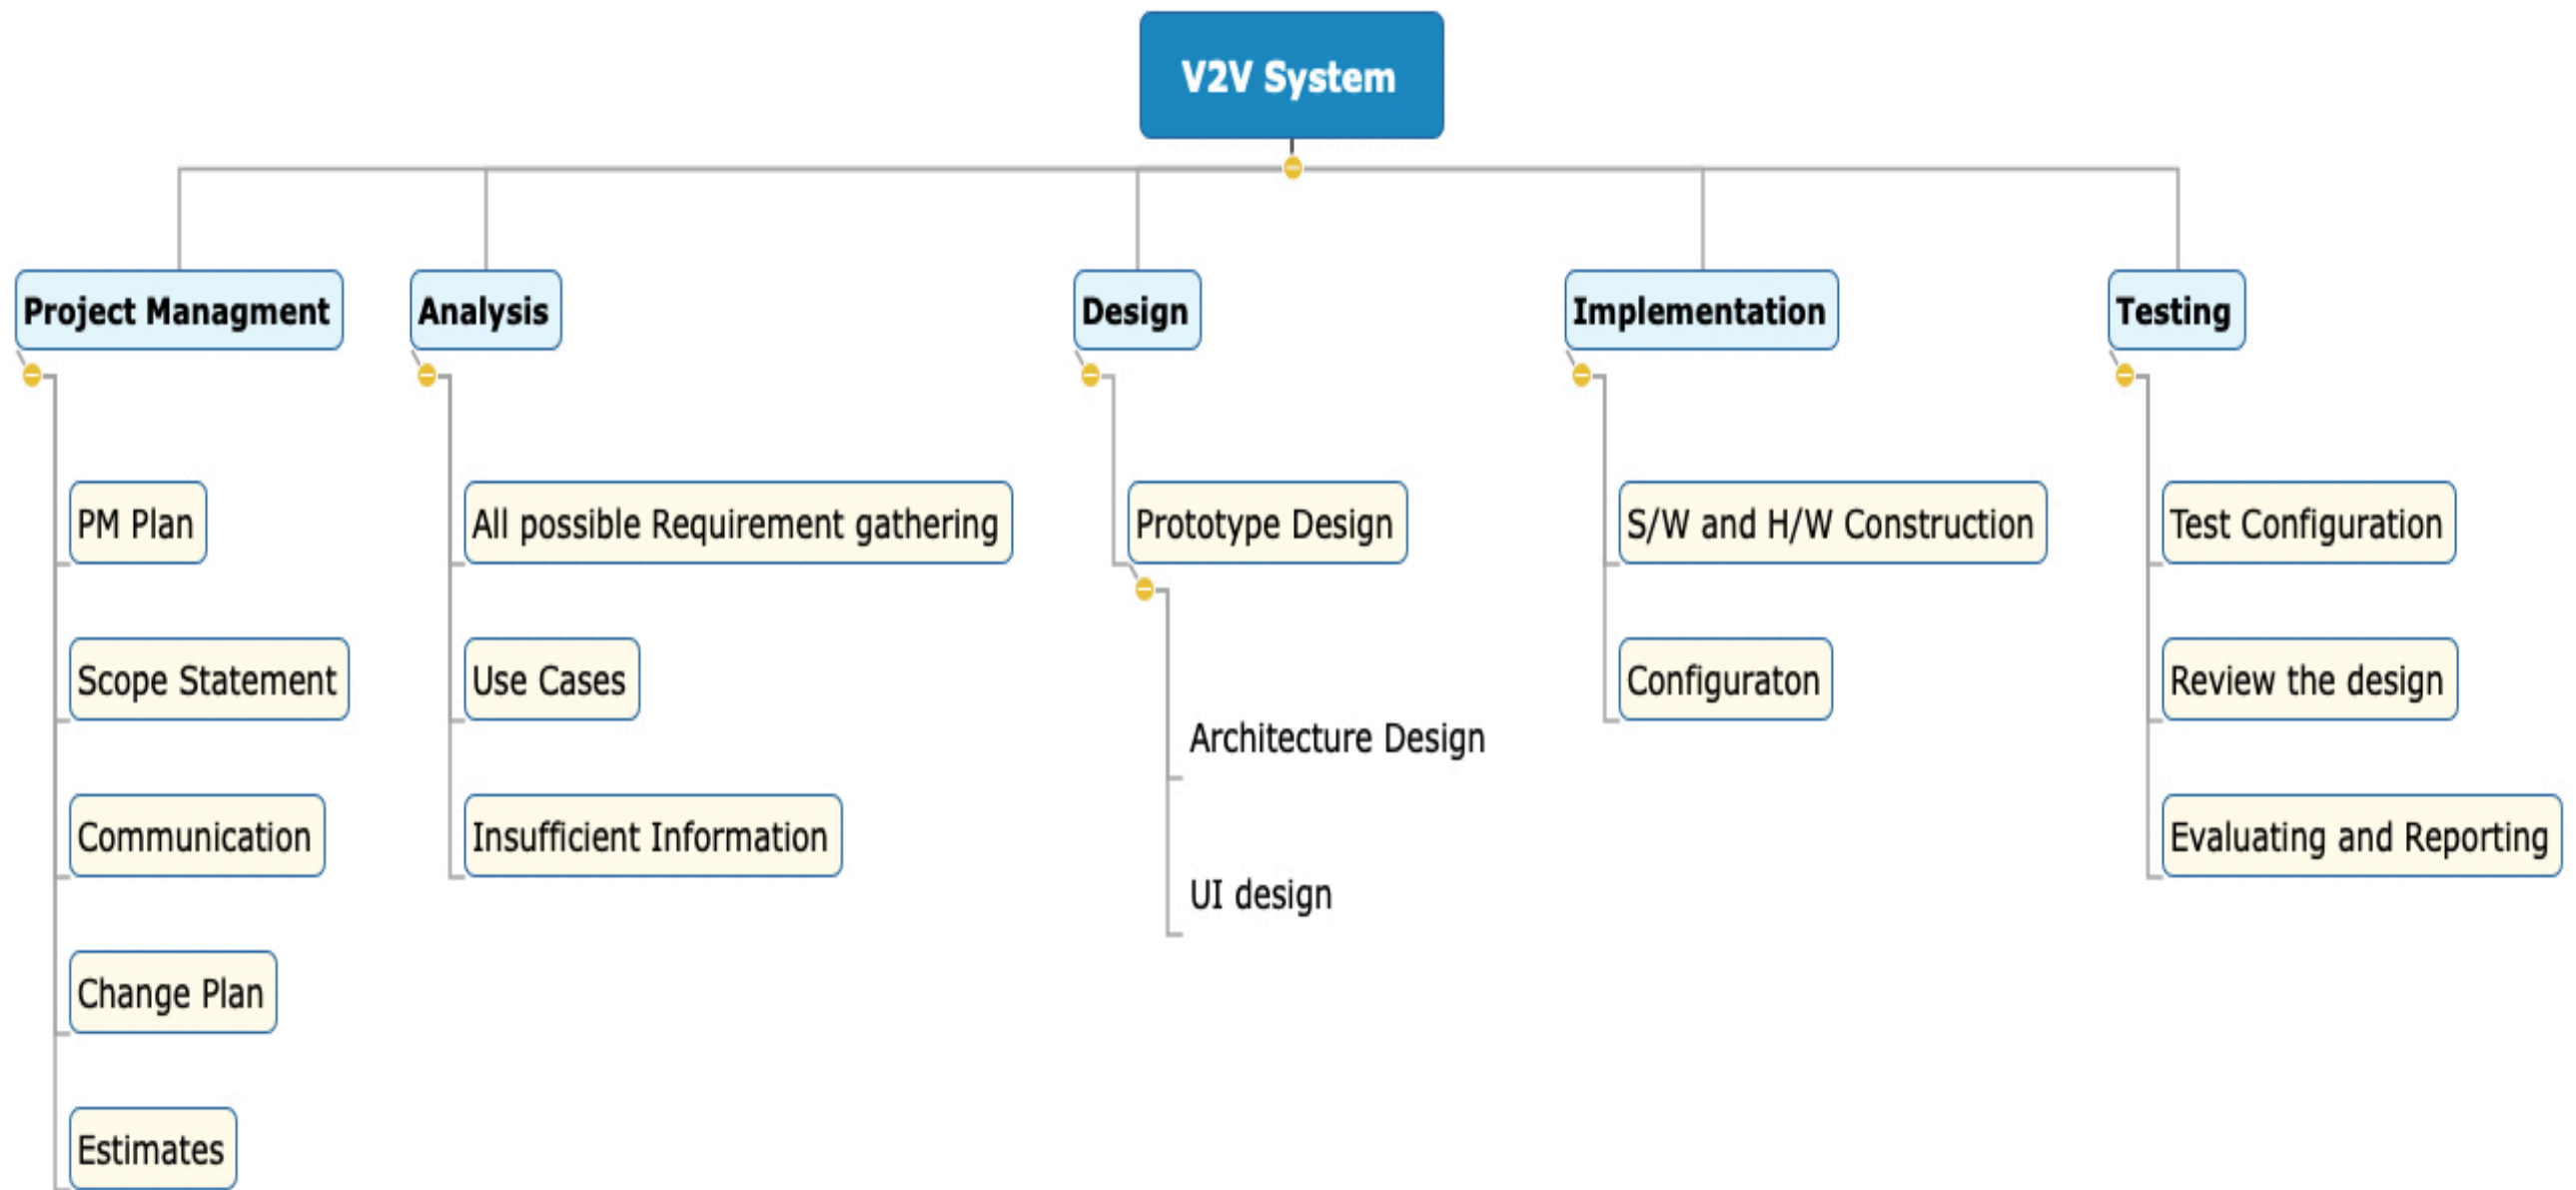 V2V System
Project Managment
Analysis
Design
Implementation
Testing
PM Plan
All possible Requirement gathering
Prototype Design
S/W and H/W Construction
Test Configuration
Scope Statement
Use Cases
Architecture Design
Configuraton
Review the design
Communication
Insufficient Information
UI design
Evaluating and Reporting
Change Plan
Estimates